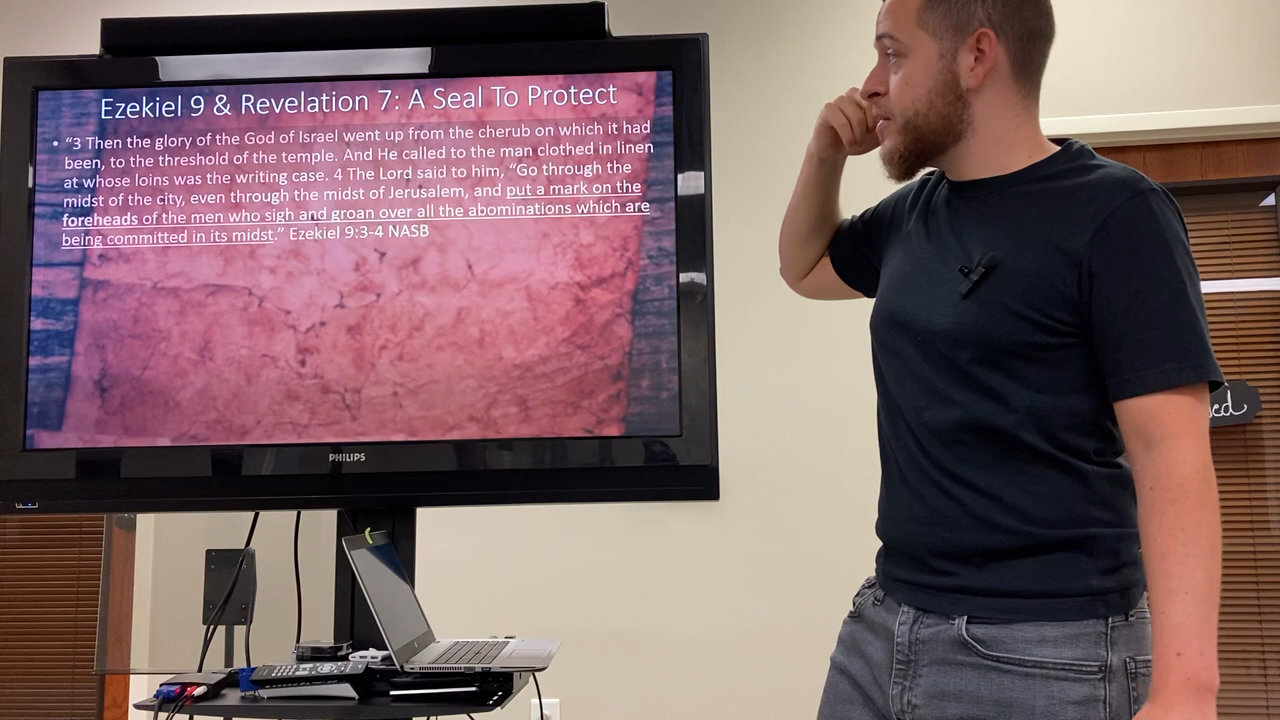 Ezekiel 9 & Revelation 7: A Seal To Protect
• “3 Then the glory of the God of Israel went up from the cherub on which it had
been, to the threshold of the temple. And He called to the man clothed in linen
at whose loins was the writing case. 4 The Lord said to him, “Go through the
midst of the city, even through the midst of Jerusalem, and put a mark on the
foreheads of the men who sigh and groan over all the abominations which are
being committed in its midst.” Ezekiel 9:3-4 NASB
PHILIPS